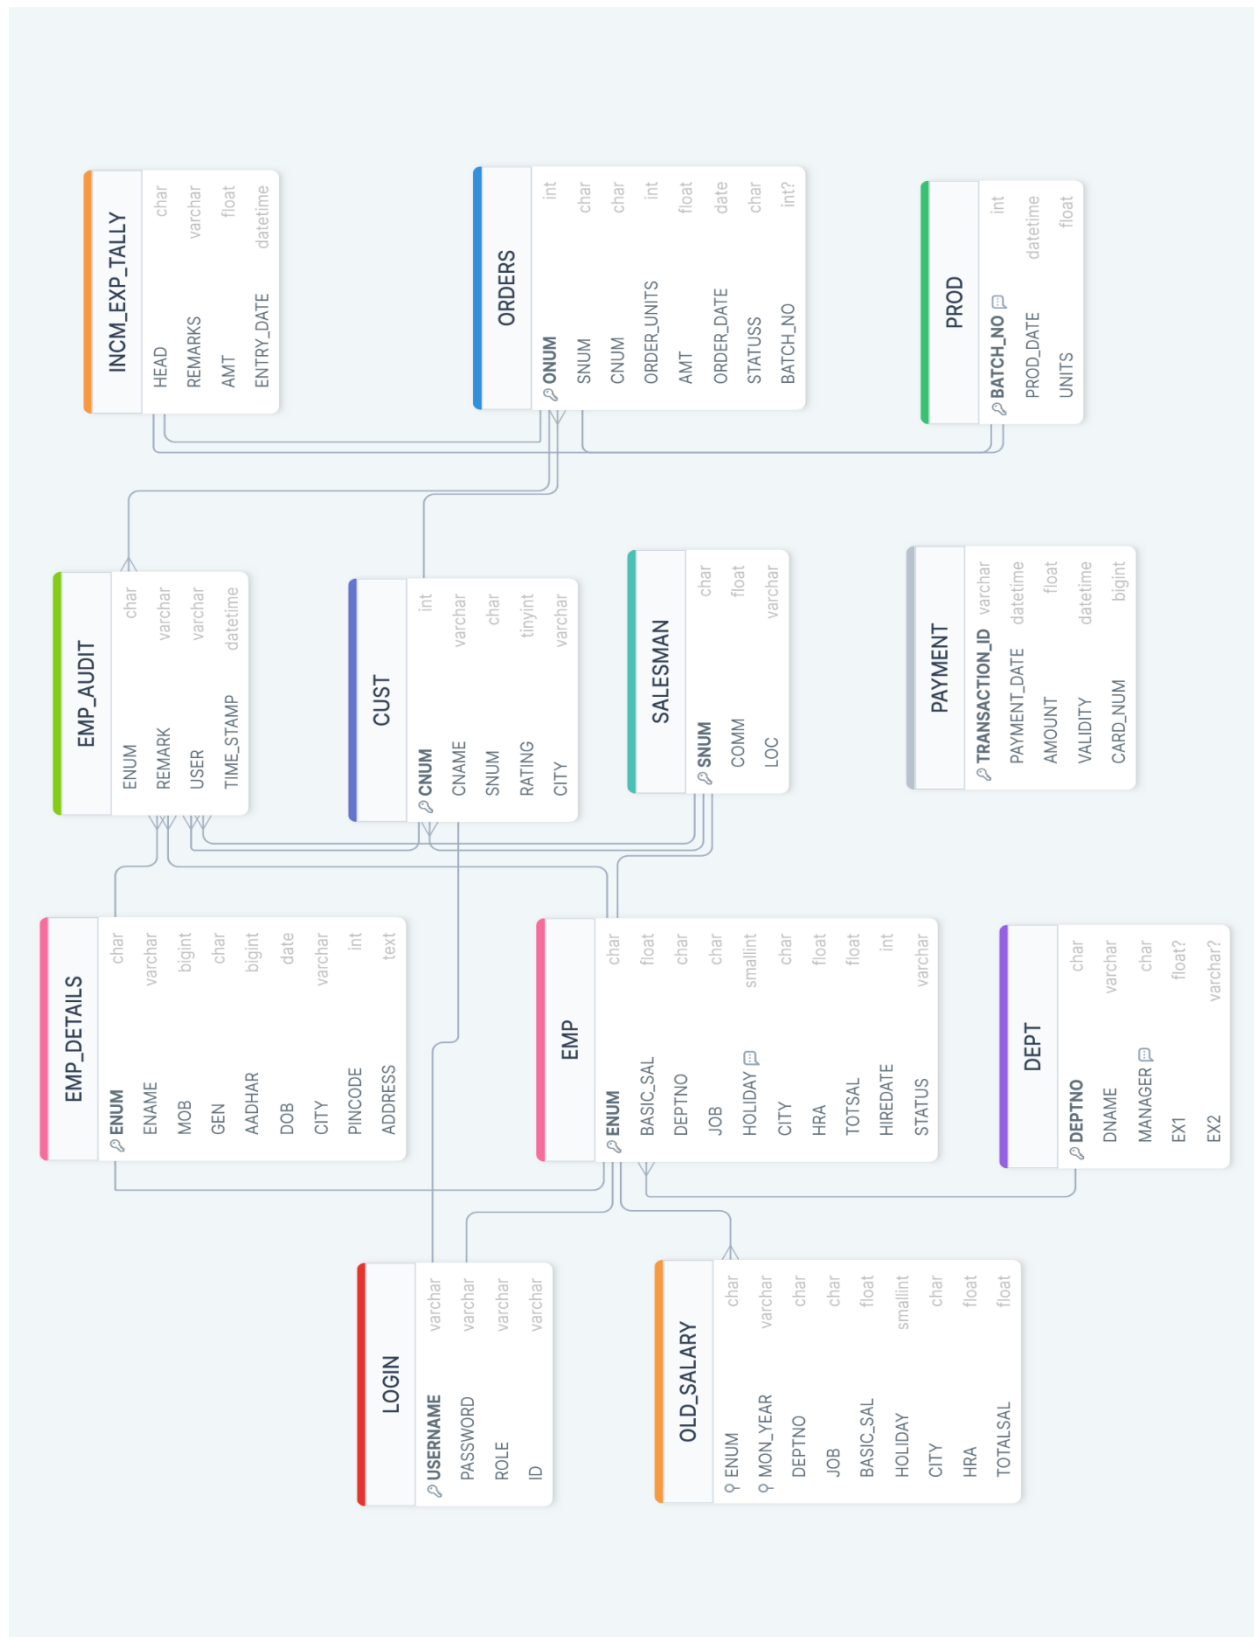 LOGIN
USERNAME varchar
PASSWORD varchar
ROLE varchar
ID varchar
OLD_SALARY
ENUM char
MON_YEAR varchar
DEPTNO char
JOB char
BASIC_SAL float
HOLIDAY smallint
CITY char
HRA float
TOTALSAL float
EMP_DETAILS
ENUM char
ENAME varchar
MOB bigint
GEN char
AADHAR bigint
DOB date
CITY varchar
PINCODE int
ADDRESS text
EMP
ENUM char
BASIC_SAL float
DEPTNO char
JOB char
HOLIDAY smallint
CITY char
HRA float
TOTSAL float
HIREDATE int
STATUS varchar
DEPT
DEPTNO char
DNAME varchar
MANAGER char
EX1 float?
EX2 varchar?
EMP_AUDIT
ENUM char
REMARK varchar
USER varchar
TIME_STAMP datetime
CUST
CNUM int
CNAME varchar
SNUM char
RATING tinyint
CITY varchar
SALESMAN
SNUM char
COMM float
LOC varchar
PAYMENT
TRANSACTION_ID varchar
PAYMENT_DATE datetime
AMOUNT float
VALIDITY datetime
CARD_NUM bigint
INCM_EXP_TALLY
HEAD char
REMARKS varchar
AMT float
ENTRY_DATE datetime
ORDERS
ONUM int
SNUM char
CNUM char
ORDER_UNITS int
AMT float
ORDER_DATE date
STATUSS char
BATCH_NO int?
PROD
BATCH_NO int
PROD_DATE datetime
UNITS float